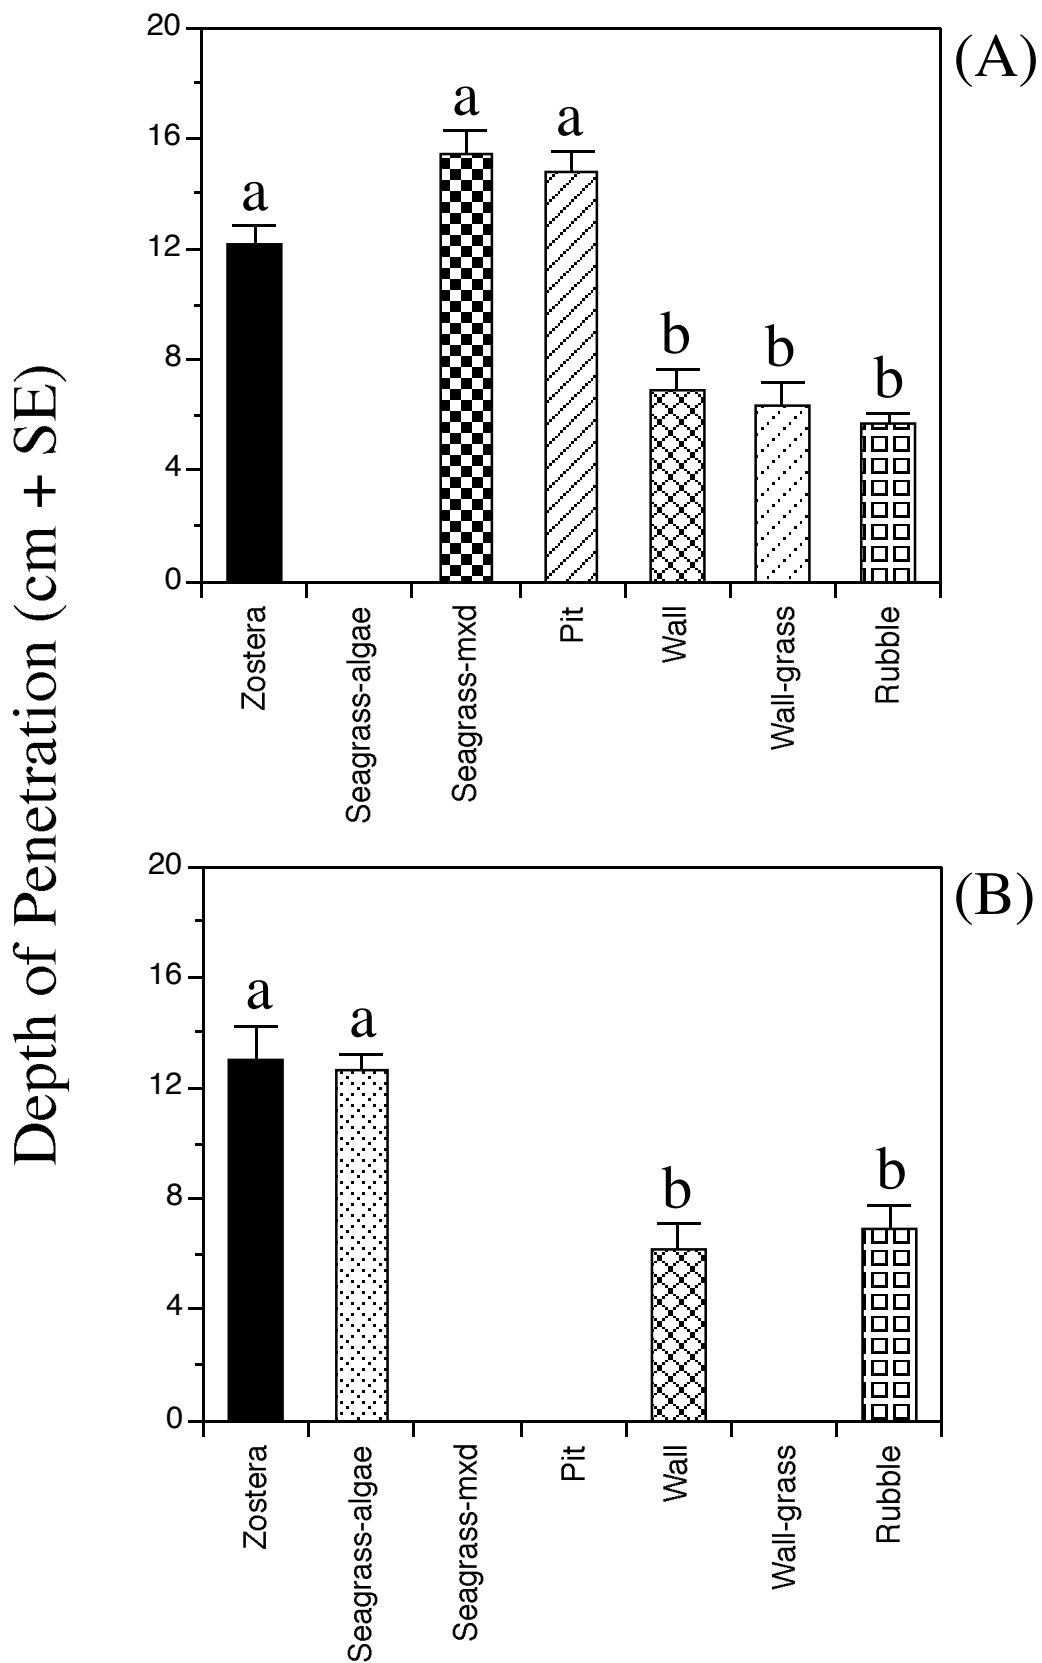 Depth of Penetration (cm + SE)
(A)
20
16
12
8
4
0
a
a
a
b
b
b
Zostera
Seagrass-algae
Seagrass-mxd
Pit
Wall
Wall-grass
Rubble
(B)
20
16
12
8
4
0
a
a
b
b
Zostera
Seagrass-algae
Seagrass-mxd
Pit
Wall
Wall-grass
Rubble